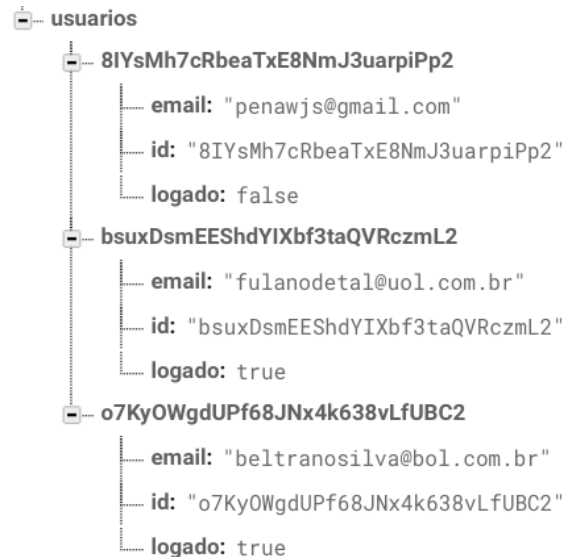 usuarios
8IYsMh7cRbeaTxE8NmJ3uarpiPp2
email: "penawjs@gmail.com"
id: "8IYsMh7cRbeaTxE8NmJ3uarpiPp2"
logado: false
bsuxDsmEEShdYIXbf3taQVRczmL2
email: "fulanodetal@uol.com.br"
id: "bsuxDsmEEShdYIXbf3taQVRczmL2"
logado: true
o7KyOWgdUPf68JNx4k638vLfUBC2
email: "beltranosilva@bol.com.br"
id: "o7KyOWgdUPf68JNx4k638vLfUBC2"
logado: true